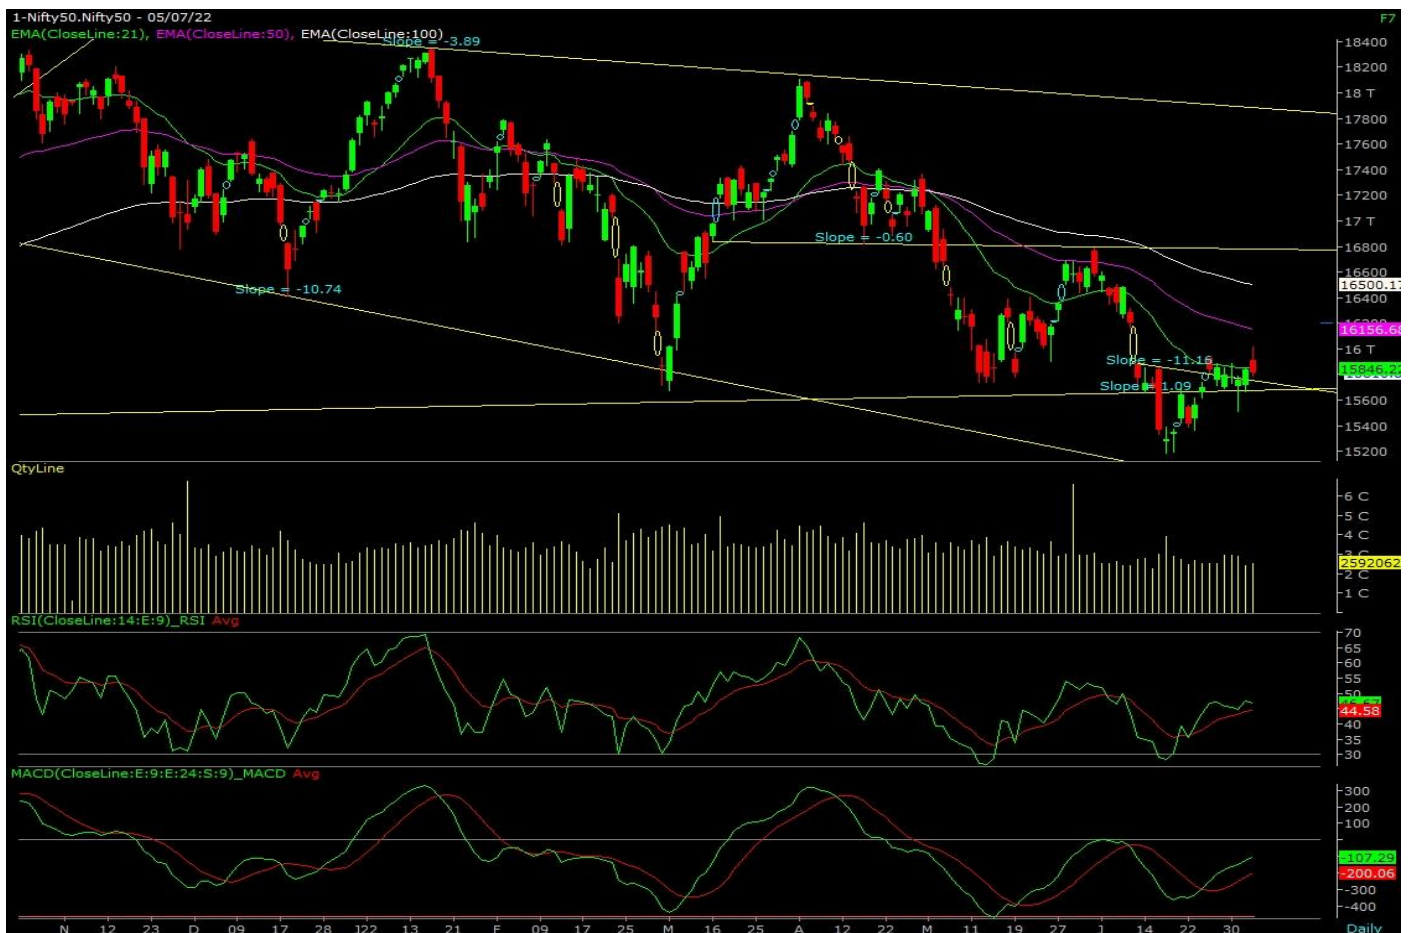 1-Nifty50.Nifty50 - 05/07/22
F7
EMA(CloseLine:21), EMA(CloseLine:50), EMA(CloseLine:100)
Slope = -3.89
18400
18200
18 T
17800
17600
17400
17200
17 T
Slope = -0.60
16800
16600
Slope = -10.74
16500.17
16400
16156.68
16 T
Slope = -11.16
15846.22
Slope = 1.09
15600
15400
15200
QtyLine
6 C
5 C
4 C
3 C
2592062
2 C
1 C
RSI(CloseLine:14:E:9)_RSI Avg
70
65
60
55
50
44.58
40
35
30
MACD(CloseLine:E:9:E:24:S:9)_MACD Avg
300
200
100
-107.29
-200.06
-300
-400
N 12 23 D 09 17 28 J22 13 21 F 09 17 25 M 16 25 A 12 22 M 11 19 27 J 14 22 30 Daily